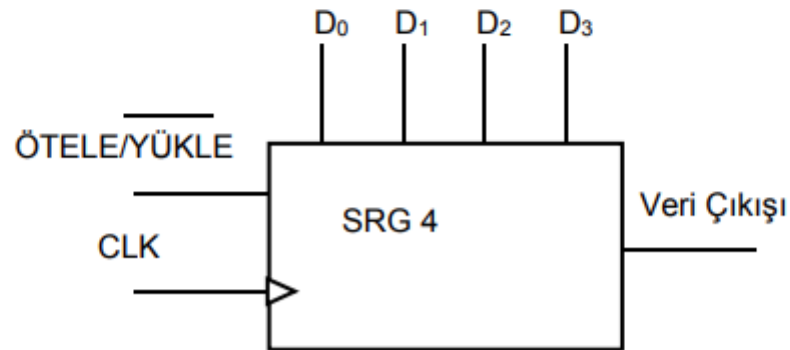 D₀ D₁ D₂ D₃
ÖTELE/YÜKLE
SRG 4
Veri Çıkışı
CLK